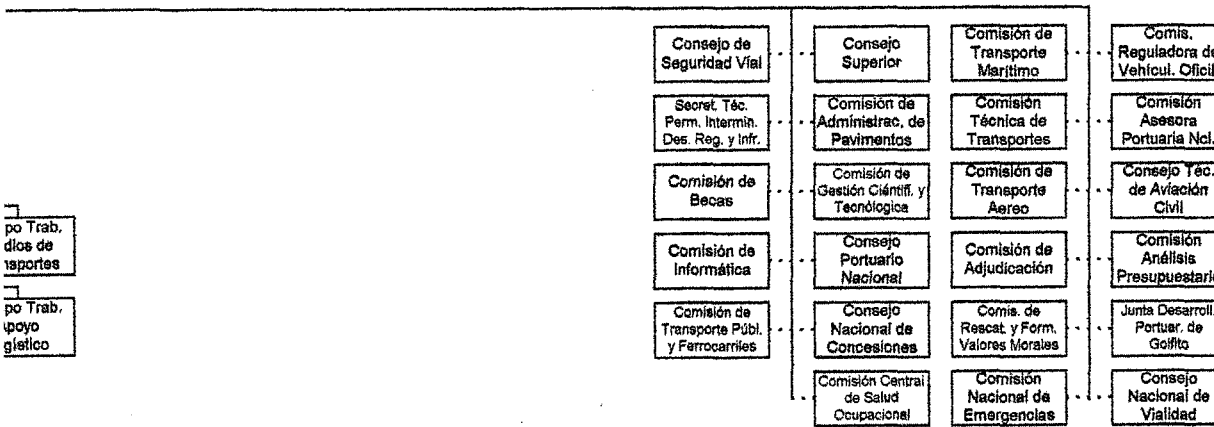 Consejo de
Seguridad Vial
Consejo
Superior
Comisión de
Transporte
Marítimo
Comis.
Reguladora de
Vehícul. Oficil
Secret. Téc.
Perm. Intermin.
Des. Reg. y Infr.
Comisión de
Administrac. de
Pavimentos
Comisión
Técnica de
Transportes
Comisión
Asesora
Portuaria Ncl.
Comisión de
Becas
Comisión de
Gestión Ciéntifí. y
Tecnólogica
Comisión de
Transporte
Aereo
Consejo Téc.
de Aviación
Civil
po Trab.
dios de
nsportes
Comisión de
Informática
Consejo
Portuario
Nacional
Comisión de
Adjudicación
Comisión
Análisis
Presupuestari
po Trab.
poyo
gístico
Comisión de
Transporte Públ.
y Ferrocarriles
Consejo
Nacional de
Concesiones
Comis. de
Rescat. y Form.
Valores Morales
Junta Desarroll.
Portuar. de
Golfito
Comisión Central
de Salud
Ocupacional
Comisión
Nacional de
Emergencias
Consejo
Nacional de
Vialidad